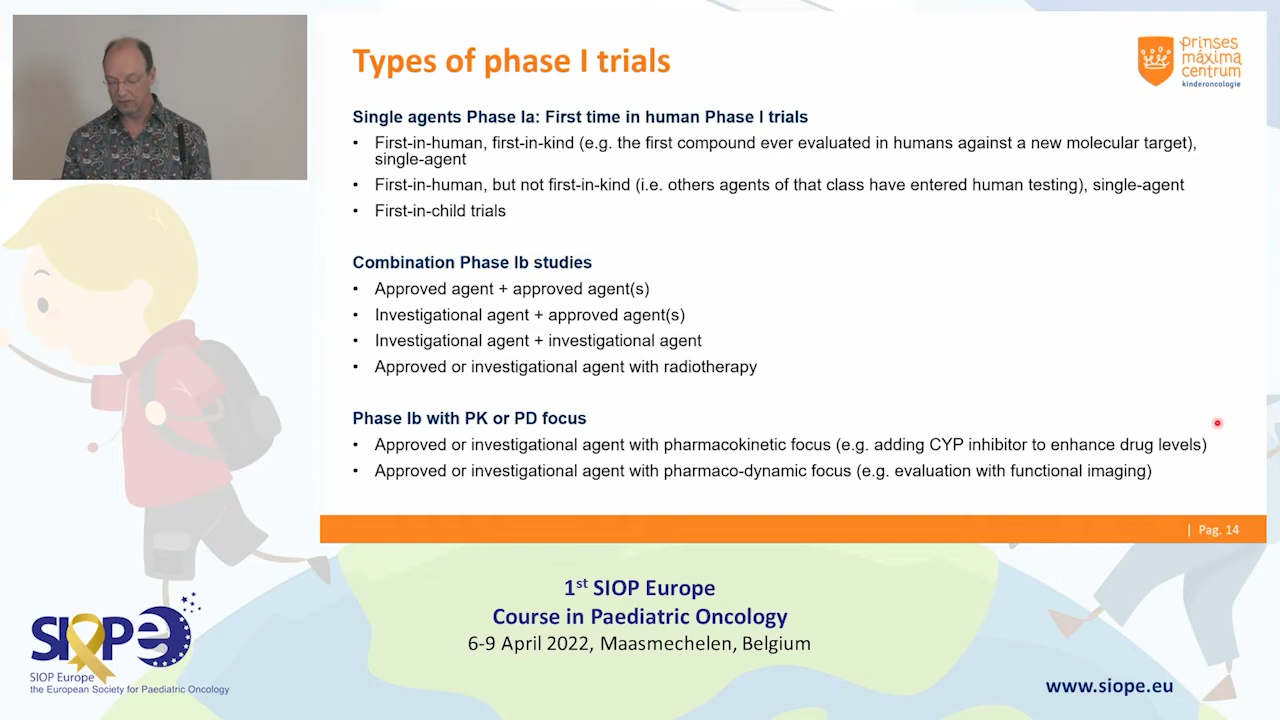 Types of phase I trials
prinses
máxima
centrum
kinderoncologie
Single agents Phase Ia: First time in human Phase I trials
• First-in-human, first-in-kind (e.g. the first compound ever evaluated in humans against a new molecular target),
single-agent
• First-in-human, but not first-in-kind (i.e. others agents of that class have entered human testing), single-agent
• First-in-child trials
Combination Phase Ib studies
• Approved agent + approved agent(s)
• Investigational agent + approved agent(s)
• Investigational agent + investigational agent
• Approved or investigational agent with radiotherapy
Phase Ib with PK or PD focus
• Approved or investigational agent with pharmacokinetic focus (e.g. adding CYP inhibitor to enhance drug levels)
• Approved or investigational agent with pharmaco-dynamic focus (e.g. evaluation with functional imaging)
| Pag. 14
1st SIOP Europe
Course in Paediatric Oncology
6-9 April 2022, Maasmechelen, Belgium
SIOPe
SIOP Europe
the European Society for Paediatric Oncology
www.siope.eu